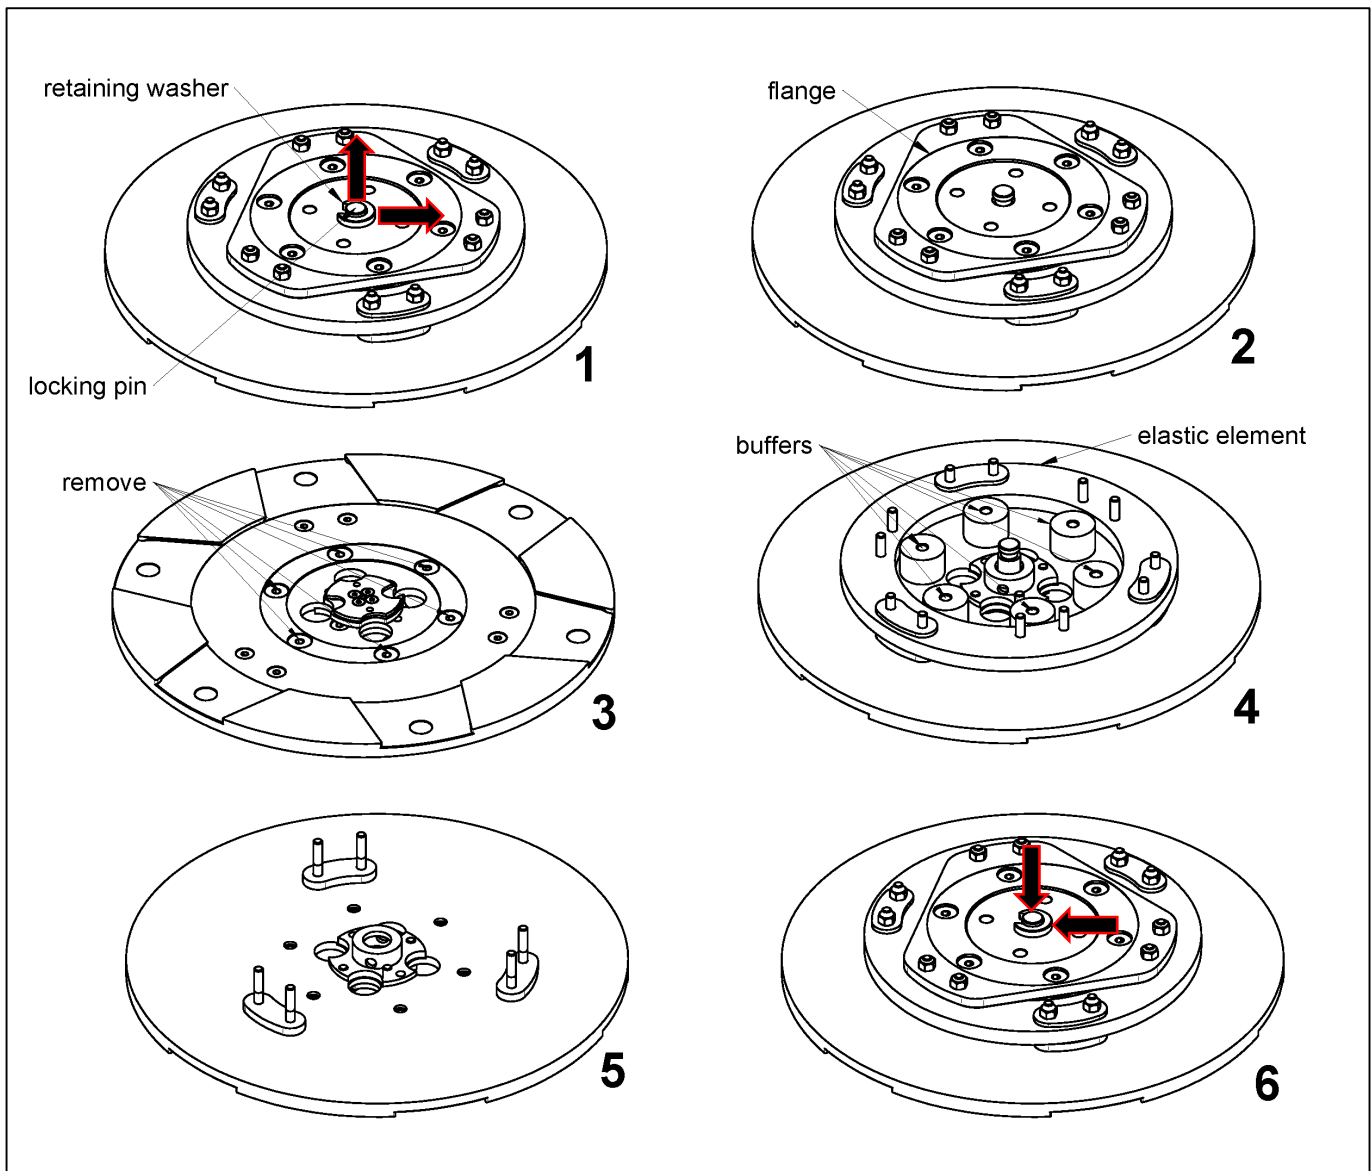 retaining washer
locking pin
1
flange
2
remove
3
buffers
elastic element
4
5
6